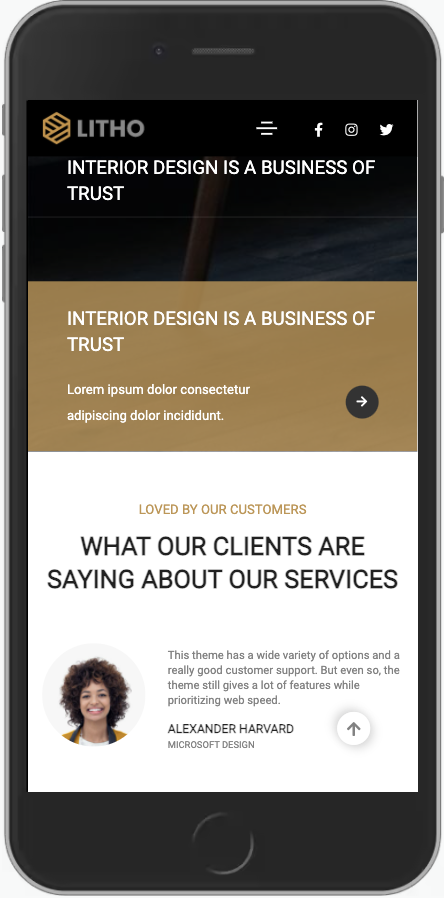 LITHO
INTERIOR DESIGN IS A BUSINESS OF
TRUST
INTERIOR DESIGN IS A BUSINESS OF
TRUST
Lorem ipsum dolor consectetur
adipiscing dolor incididunt.
LOVED BY OUR CUSTOMERS
WHAT OUR CLIENTS ARE
SAYING ABOUT OUR SERVICES
This theme has a wide variety of options and a
really good customer support. But even so, the
theme still gives a lot of features while
prioritizing web speed.
ALEXANDER HARVARD
MICROSOFT DESIGN